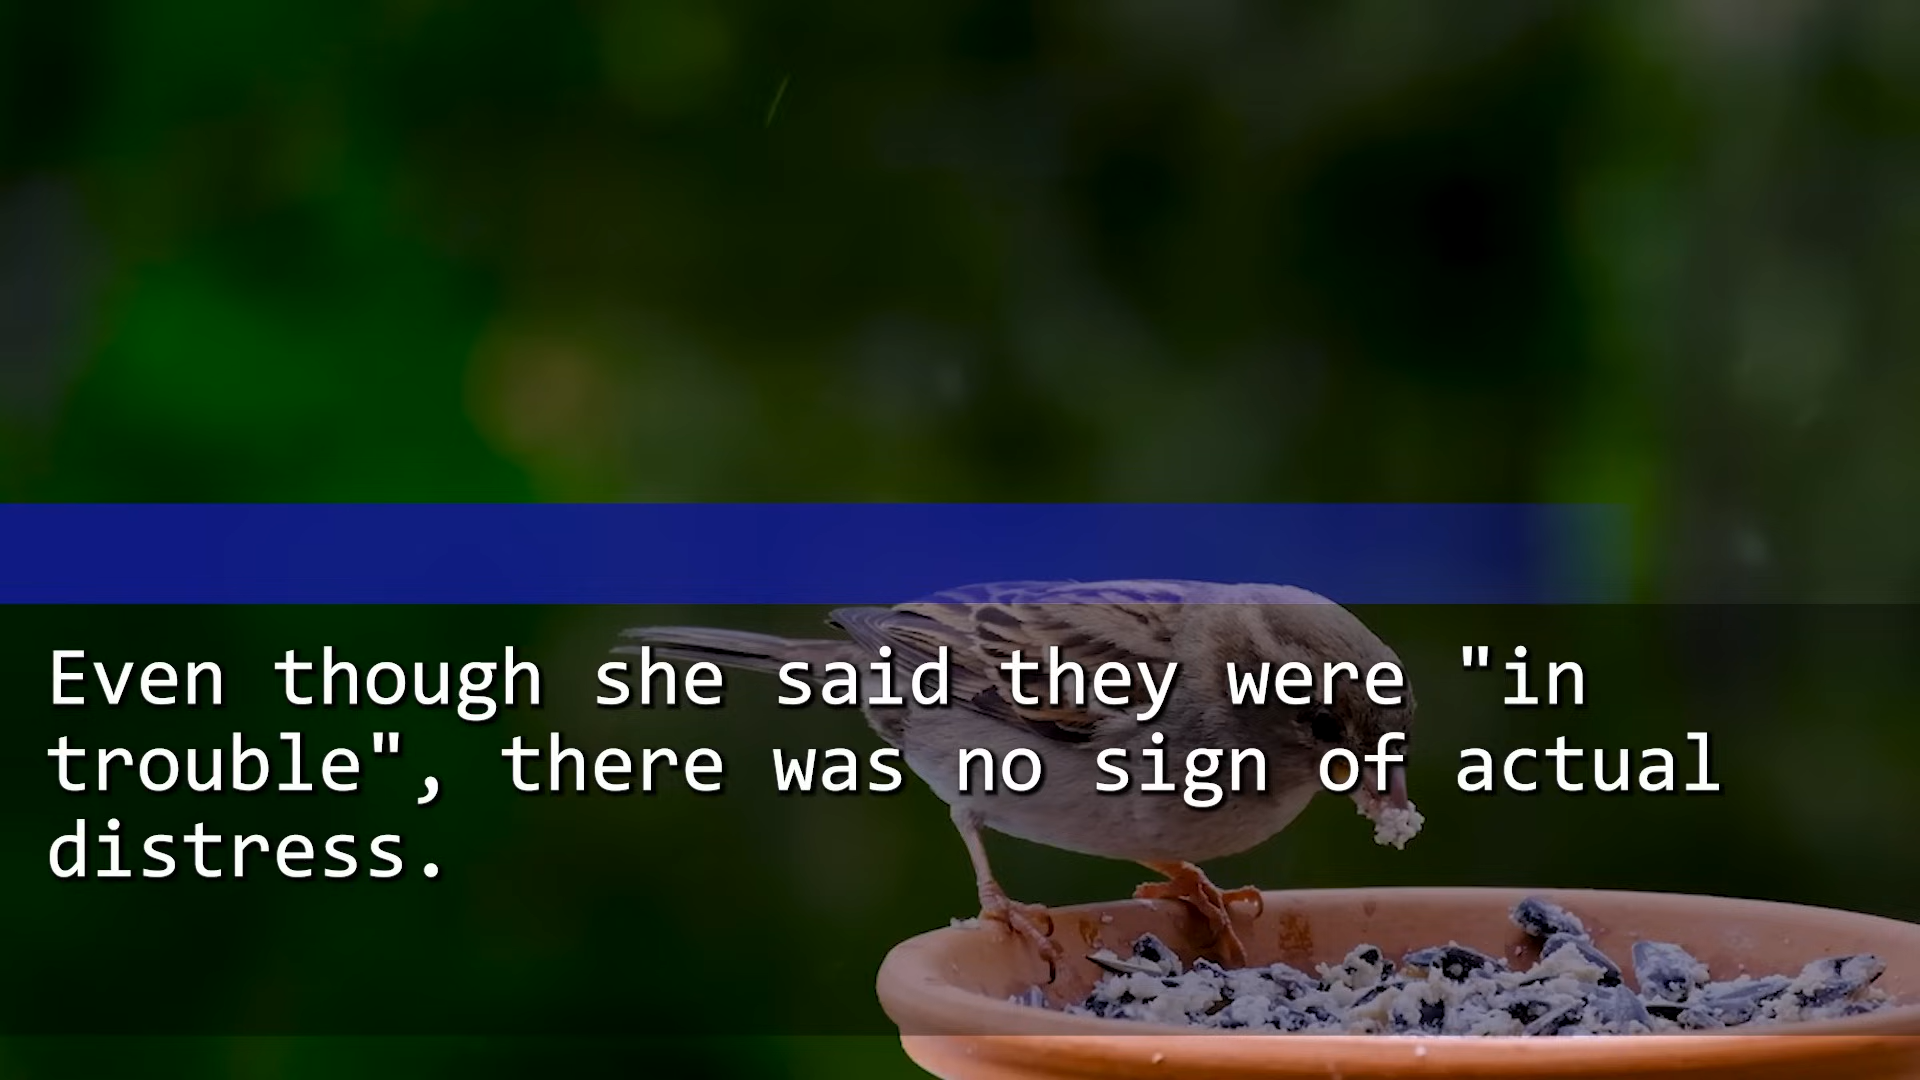 Even though she said they were "in
trouble", there was no sign of actual
distress.